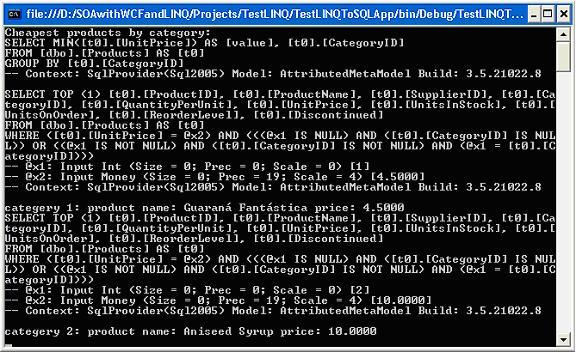 file:///D:/SOAwithWCFandLINQ/Projects/TestLINQ/TestLINQToSQLApp/bin/Debug/TestLINQT...
Cheapest products by category:
SELECT MIN([t0].[UnitPrice]) AS [value], [t0].[CategoryID]
FROM [dbo].[Products] AS [t0]
GROUP BY [t0].[CategoryID]
-- Context: SqlProvider(Sql2005) Model: AttributedMetaModel Build: 3.5.21022.8
SELECT TOP (1) [t0].[ProductID], [t0].[ProductName], [t0].[SupplierID], [t0].[Ca
tegoryID], [t0].[QuantityPerUnit], [t0].[UnitPrice], [t0].[UnitsInStock], [t0].[
UnitsOnOrder], [t0].[ReorderLevel], [t0].[Discontinued]
FROM [dbo].[Products] AS [t0]
WHERE ([t0].[UnitPrice] = @x2) AND (((@x1 IS NULL) AND ([t0].[CategoryID] IS NUL
L)) OR ((@x1 IS NOT NULL) AND ([t0].[CategoryID] IS NOT NULL) AND (@x1 = [t0].[C
ategoryID])))
-- @x1: Input Int (Size = 0; Prec = 0; Scale = 0) [1]
-- @x2: Input Money (Size = 0; Prec = 19; Scale = 4) [4.5000]
-- Context: SqlProvider(Sql2005) Model: AttributedMetaModel Build: 3.5.21022.8
categery 1: product name: Guaraná Fantástica price: 4.5000
SELECT TOP (1) [t0].[ProductID], [t0].[ProductName], [t0].[SupplierID], [t0].[Ca
tegoryID], [t0].[QuantityPerUnit], [t0].[UnitPrice], [t0].[UnitsInStock], [t0].[
UnitsOnOrder], [t0].[ReorderLevel], [t0].[Discontinued]
FROM [dbo].[Products] AS [t0]
WHERE ([t0].[UnitPrice] = @x2) AND (((@x1 IS NULL) AND ([t0].[CategoryID] IS NUL
L)) OR ((@x1 IS NOT NULL) AND ([t0].[CategoryID] IS NOT NULL) AND (@x1 = [t0].[C
ategoryID])))
-- @x1: Input Int (Size = 0; Prec = 0; Scale = 0) [2]
-- @x2: Input Money (Size = 0; Prec = 19; Scale = 4) [10.0000]
-- Context: SqlProvider(Sql2005) Model: AttributedMetaModel Build: 3.5.21022.8
categery 2: product name: Aniseed Syrup price: 10.0000